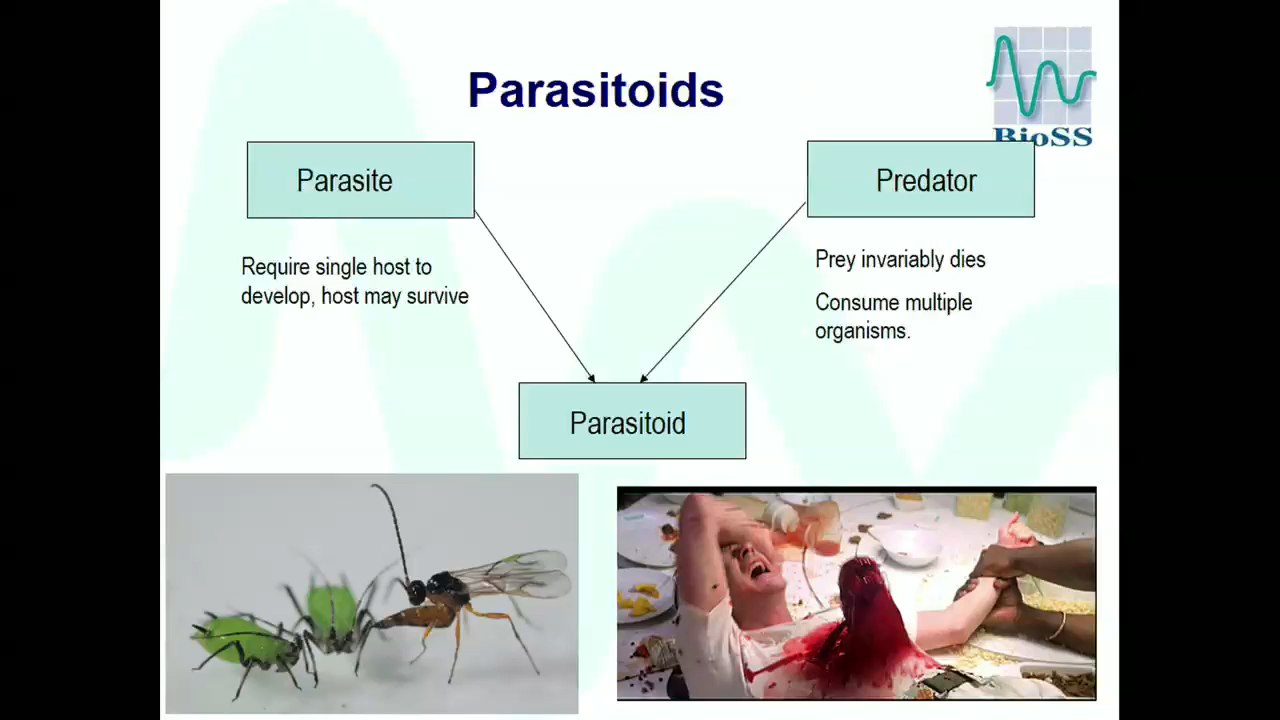 Parasitoids
BioSS
Parasite
Predator
Require single host to
develop, host may survive
Prey invariably dies
Consume multiple
organisms.
Parasitoid